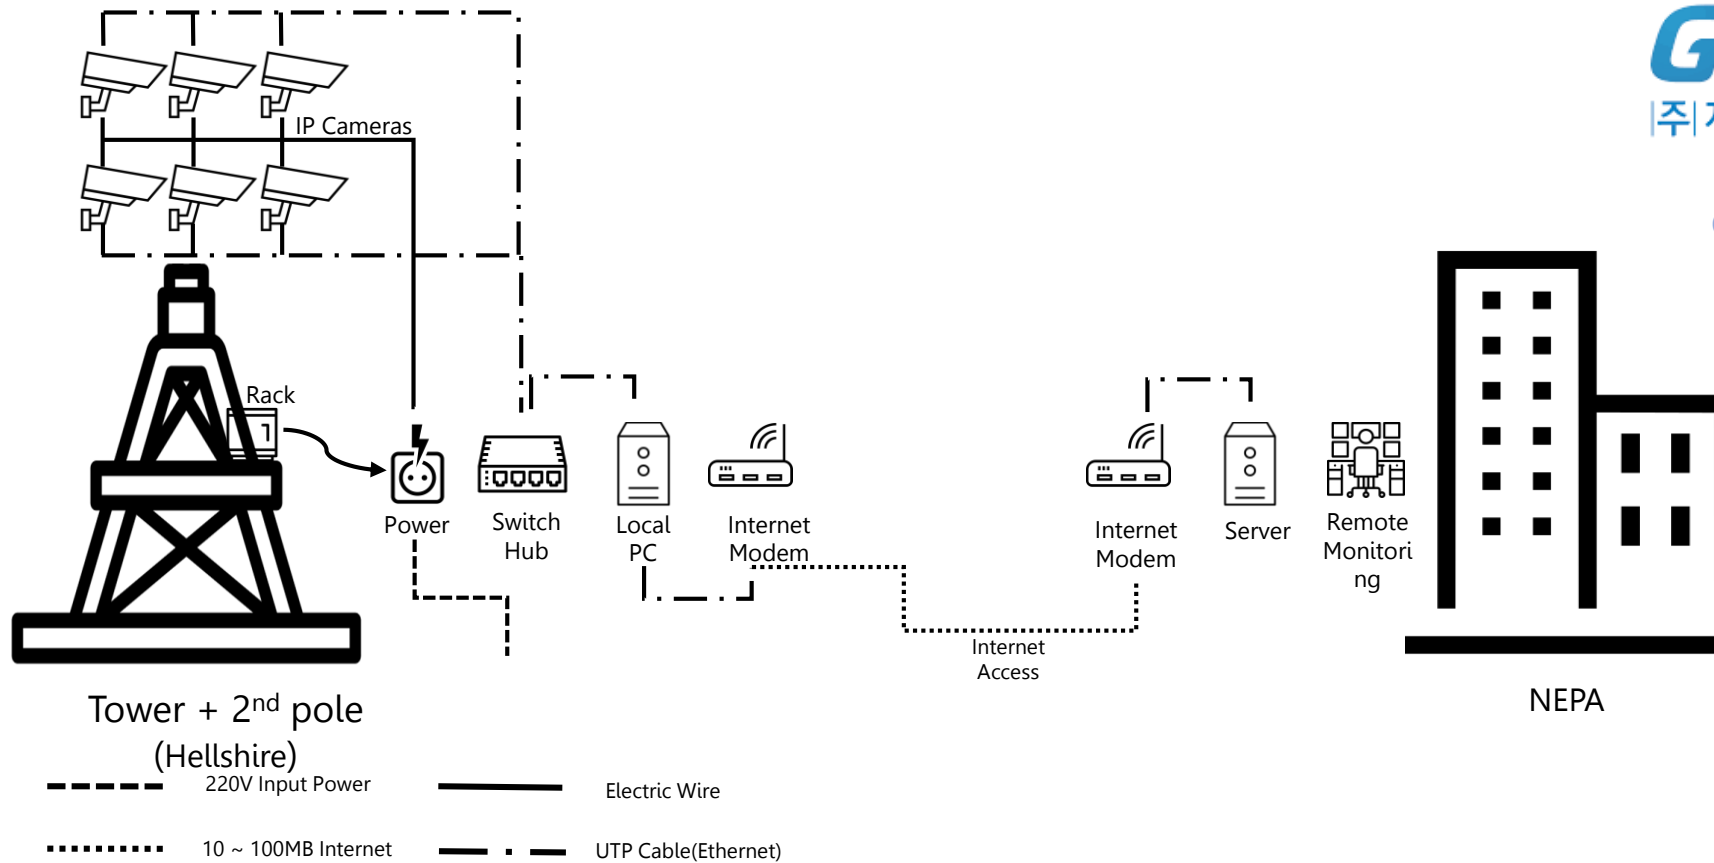 G
|주|
IP Cameras
Rack
Power
Switch
Hub
Local
PC
Internet
Modem
Internet
Modem
Server
Remote
Monitori
ng
Internet
Access
Tower + 2nd pole
(Hellshire)
NEPA
220V Input Power
Electric Wire
10 ~ 100MB Internet
UTP Cable(Ethernet)